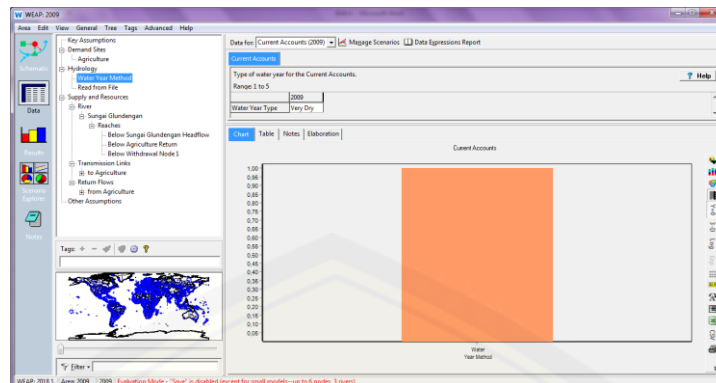 WEAP: 2009
Area Edit View General Tree Tags Advanced Help
Schematic
Data
Results
Scenario
Explorer
Notes
Key Assumptions
Demand Sites
Agriculture
Hydrology
Water Year Method
Read from File
Supply and Resources
River
Sungai Glundengan
Reaches
Below Sungai Glundengan Headflow
Below Agriculture Return
Below Withdrawal Node 1
Transmission Links
to Agriculture
Return Flows
from Agriculture
Other Assumptions
Tags:
Filter
Data for: Current Accounts (2009) Manage Scenarios Data Expressions Report
Current Accounts
Type of water year for the Current Accounts.
Range: 1 to 5
? Help
2009
Water Year Type Very Dry
Chart Table Notes Elaboration
Current Accounts
1,00
0,95
0,90
0,85
0,80
0,75
0,70
0,65
0,60
0,55
0,50
0,45
0,40
0,35
0,30
0,25
0,20
0,15
0,10
0,05
Water
Year Method
Y=0
3-D
Log
WEAP: 2018.1 Area: 2009 2009 Evaluation Mode - "Save" is disabled (except for small models--up to 6 nodes, 3 rivers).